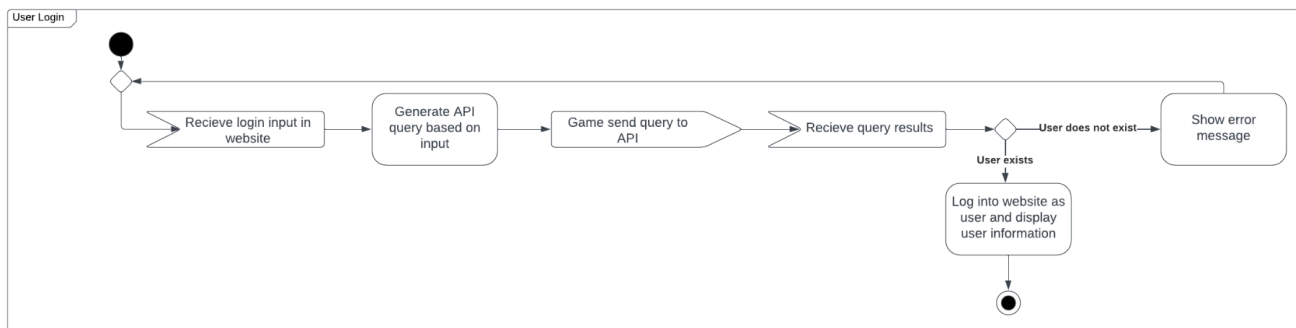 User Login
Recieve login input in
website
Generate API
query based on
input
Game send query to
API
Recieve query results
User does not exist
Show error
message
User exists
Log into website as
user and display
user information